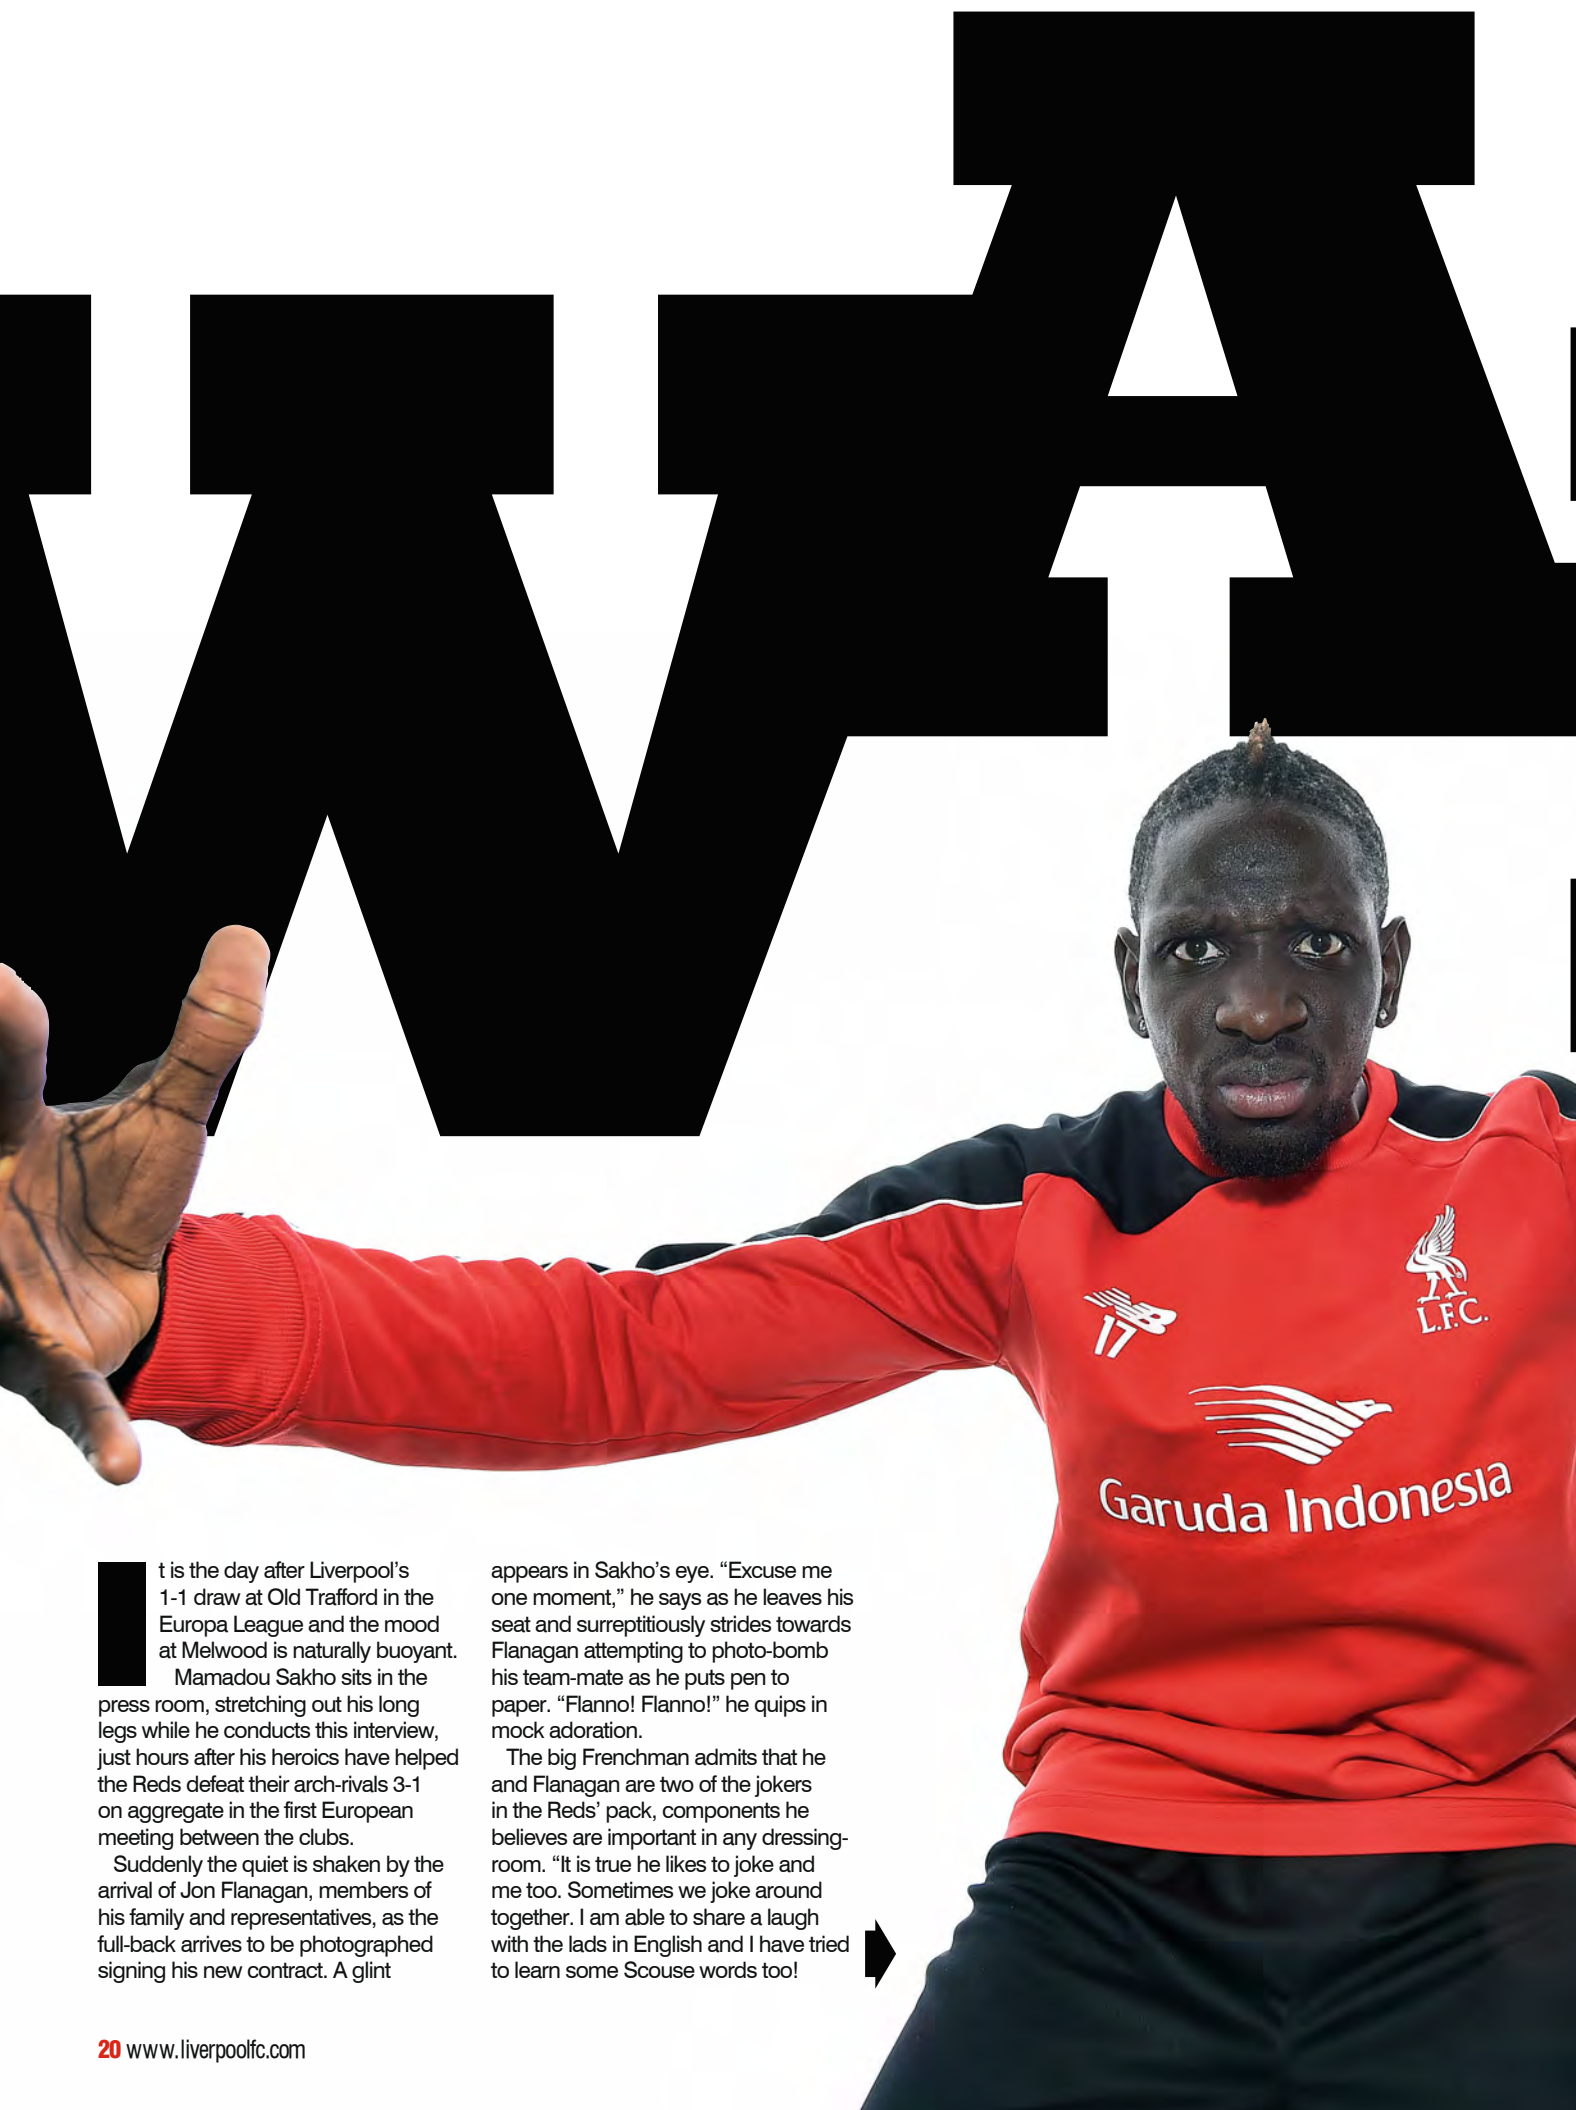 WA
17
L.F.C.
Garuda Indonesia
It is the day after Liverpool's
1-1 draw at Old Trafford in the
Europa League and the mood
at Melwood is naturally buoyant.
Mamadou Sakho sits in the
press room, stretching out his long
legs while he conducts this interview,
just hours after his heroics have helped
the Reds defeat their arch-rivals 3-1
on aggregate in the first European
meeting between the clubs.
Suddenly the quiet is shaken by the
arrival of Jon Flanagan, members of
his family and representatives, as the
full-back arrives to be photographed
signing his new contract. A glint
appears in Sakho's eye. “Excuse me
one moment,” he says as he leaves his
seat and surreptitiously strides towards
Flanagan attempting to photo-bomb
his team-mate as he puts pen to
paper. “Flanno! Flanno!” he quips in
mock adoration.
The big Frenchman admits that he
and Flanagan are two of the jokers
in the Reds' pack, components he
believes are important in any dressing-
room. “It is true he likes to joke and
me too. Sometimes we joke around
together. I am able to share a laugh
with the lads in English and I have tried
to learn some Scouse words too!
20 www.liverpoolfc.com